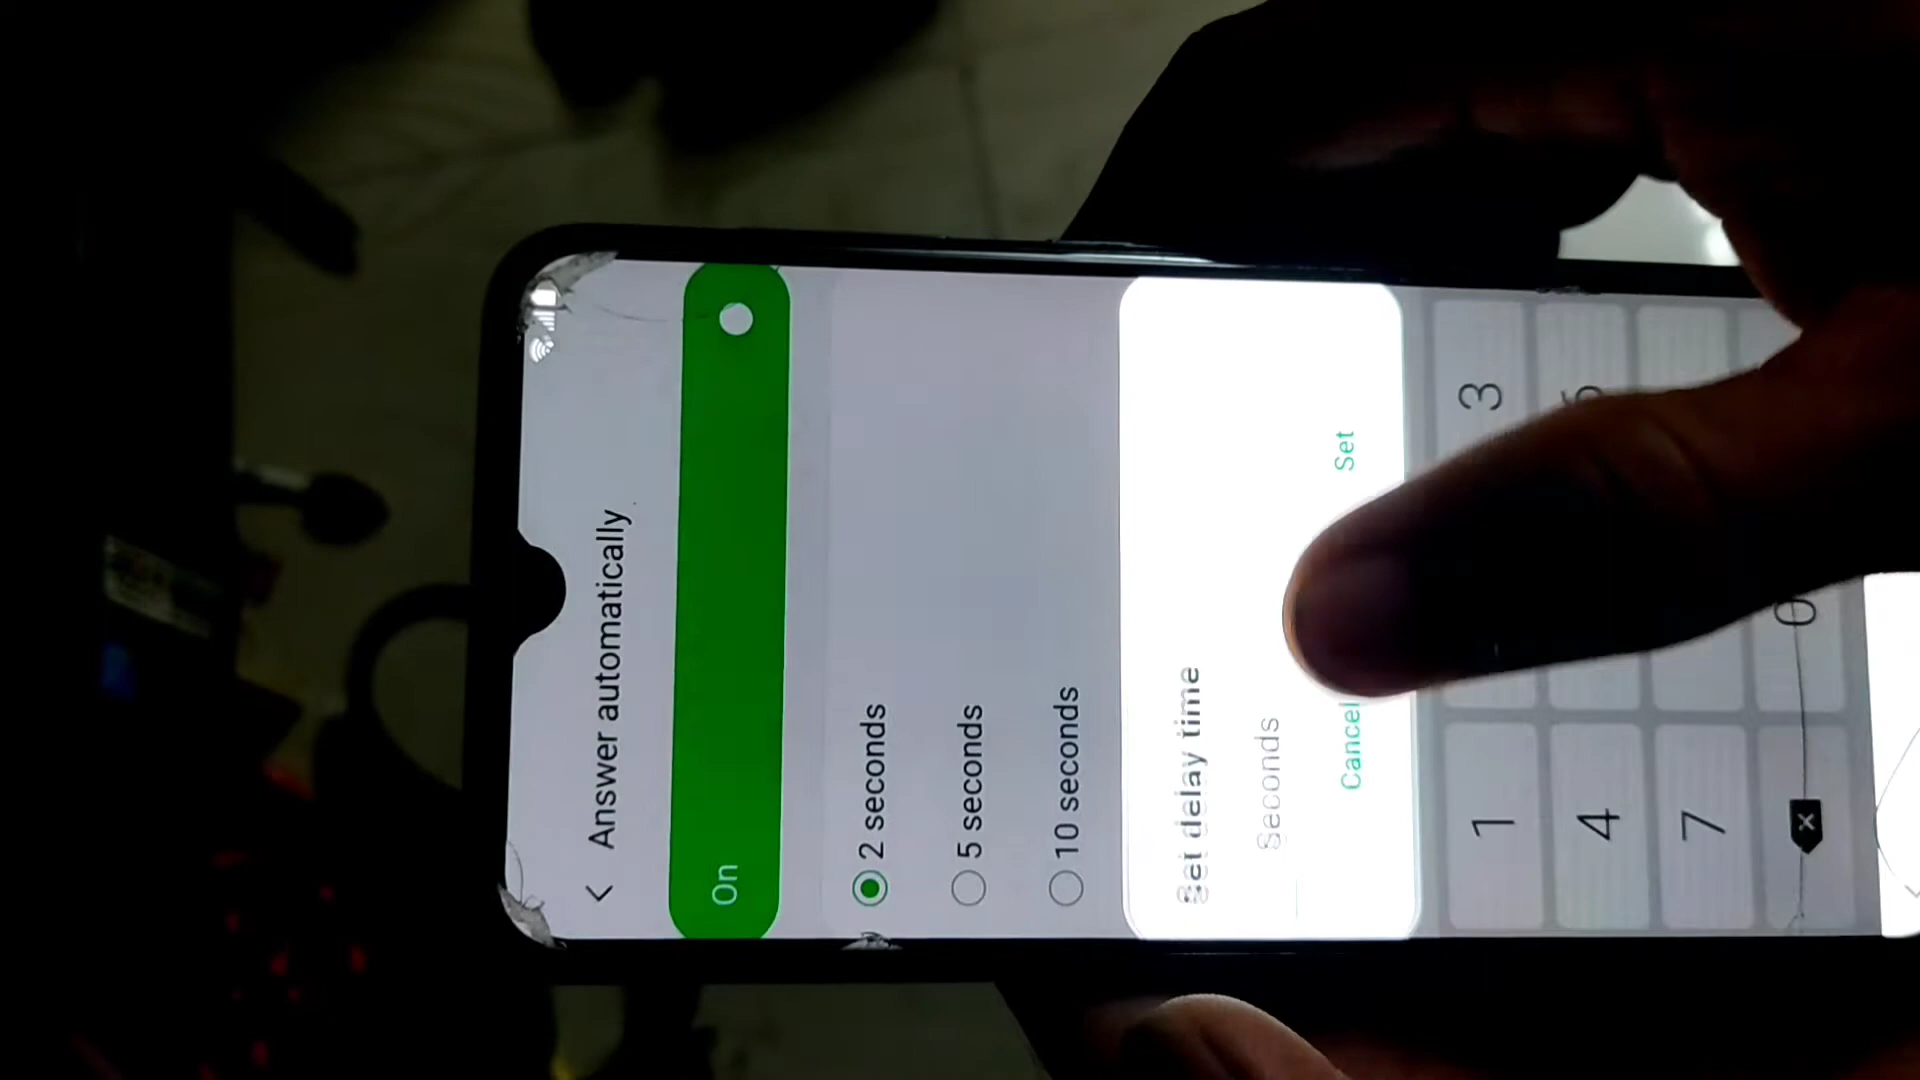 Answer automatically
On
2 seconds
5 seconds
10 seconds
Set delay time
Seconds
Cancel Set
1
3
4
7
0